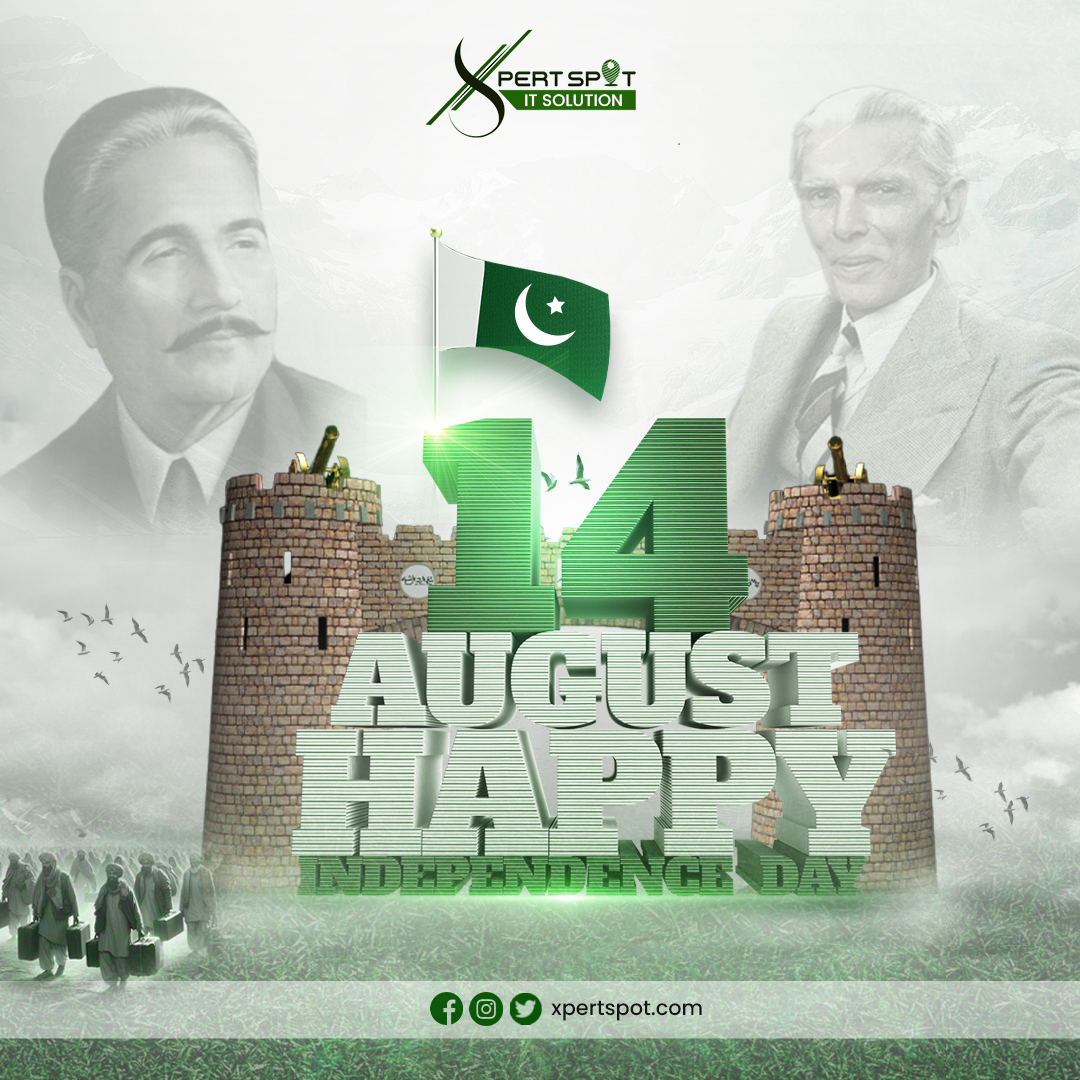 XPERT SPOT
IT SOLUTION
14
AUGUST
HAPPY
INDEPENDENCE DAY
xpertspot.com